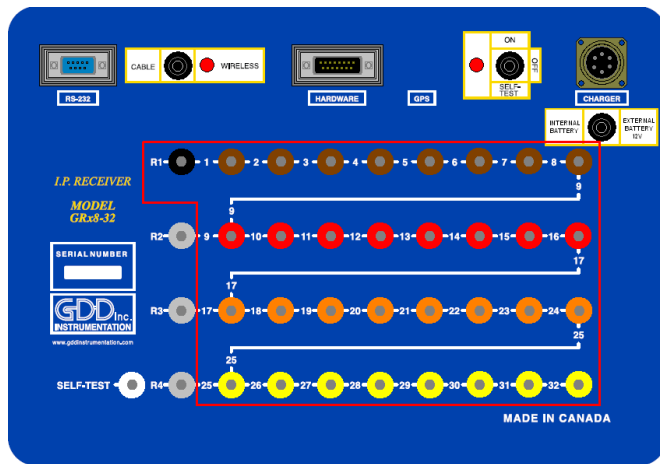 ON
CABLE
WIRELESS
OFF
SELF-
TEST
RS-232
HARDWARE
GPS
CHARGER
INTERNAL
BATTERY
EXTERNAL
BATTERY
12V
R1 1 2 3 4 5 6 7 8
9
I.P. RECEIVER
MODEL
GRx8-32
9
R2 9 10 11 12 13 14 15 16
17
SERIAL NUMBER
17
GDD Inc.
INSTRUMENTATION
www.gddinstrumentation.com
R3 17 18 19 20 21 22 23 24
25
25
SELF-TEST R4 25 26 27 28 29 30 31 32
MADE IN CANADA